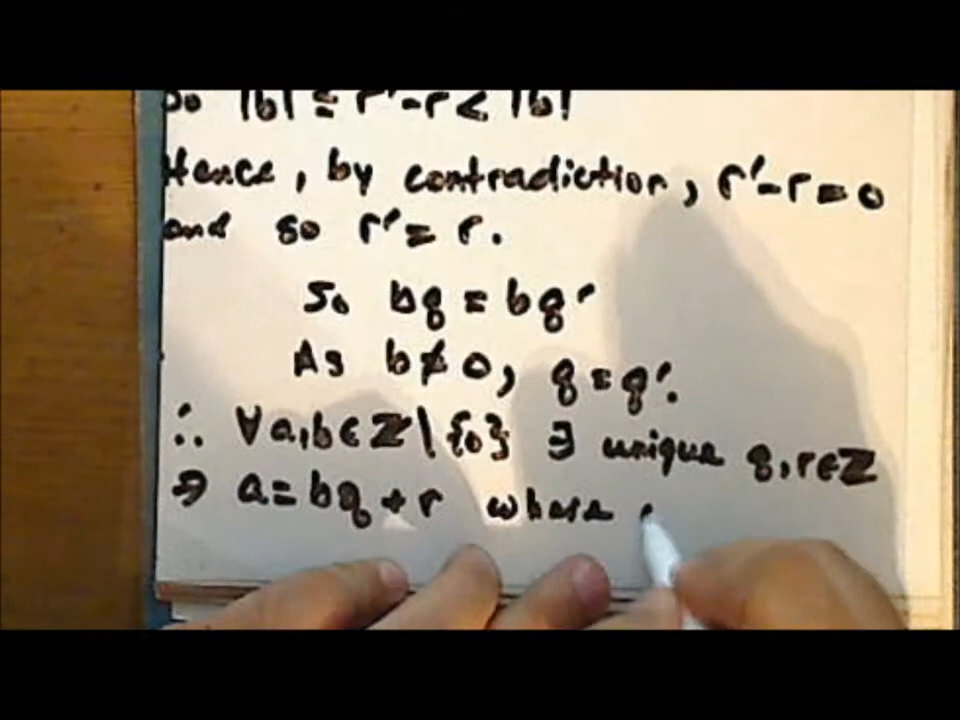 So |b| ≤ r'-r < |b|
Hence, by contradiction, r'-r=0
and so r'= r.
So bq = bq'
As b≠0, q=q'.
∴ ∀a,b∈ℤ\{0} ∃ unique q,r∈ℤ
∋ a=bq+r where